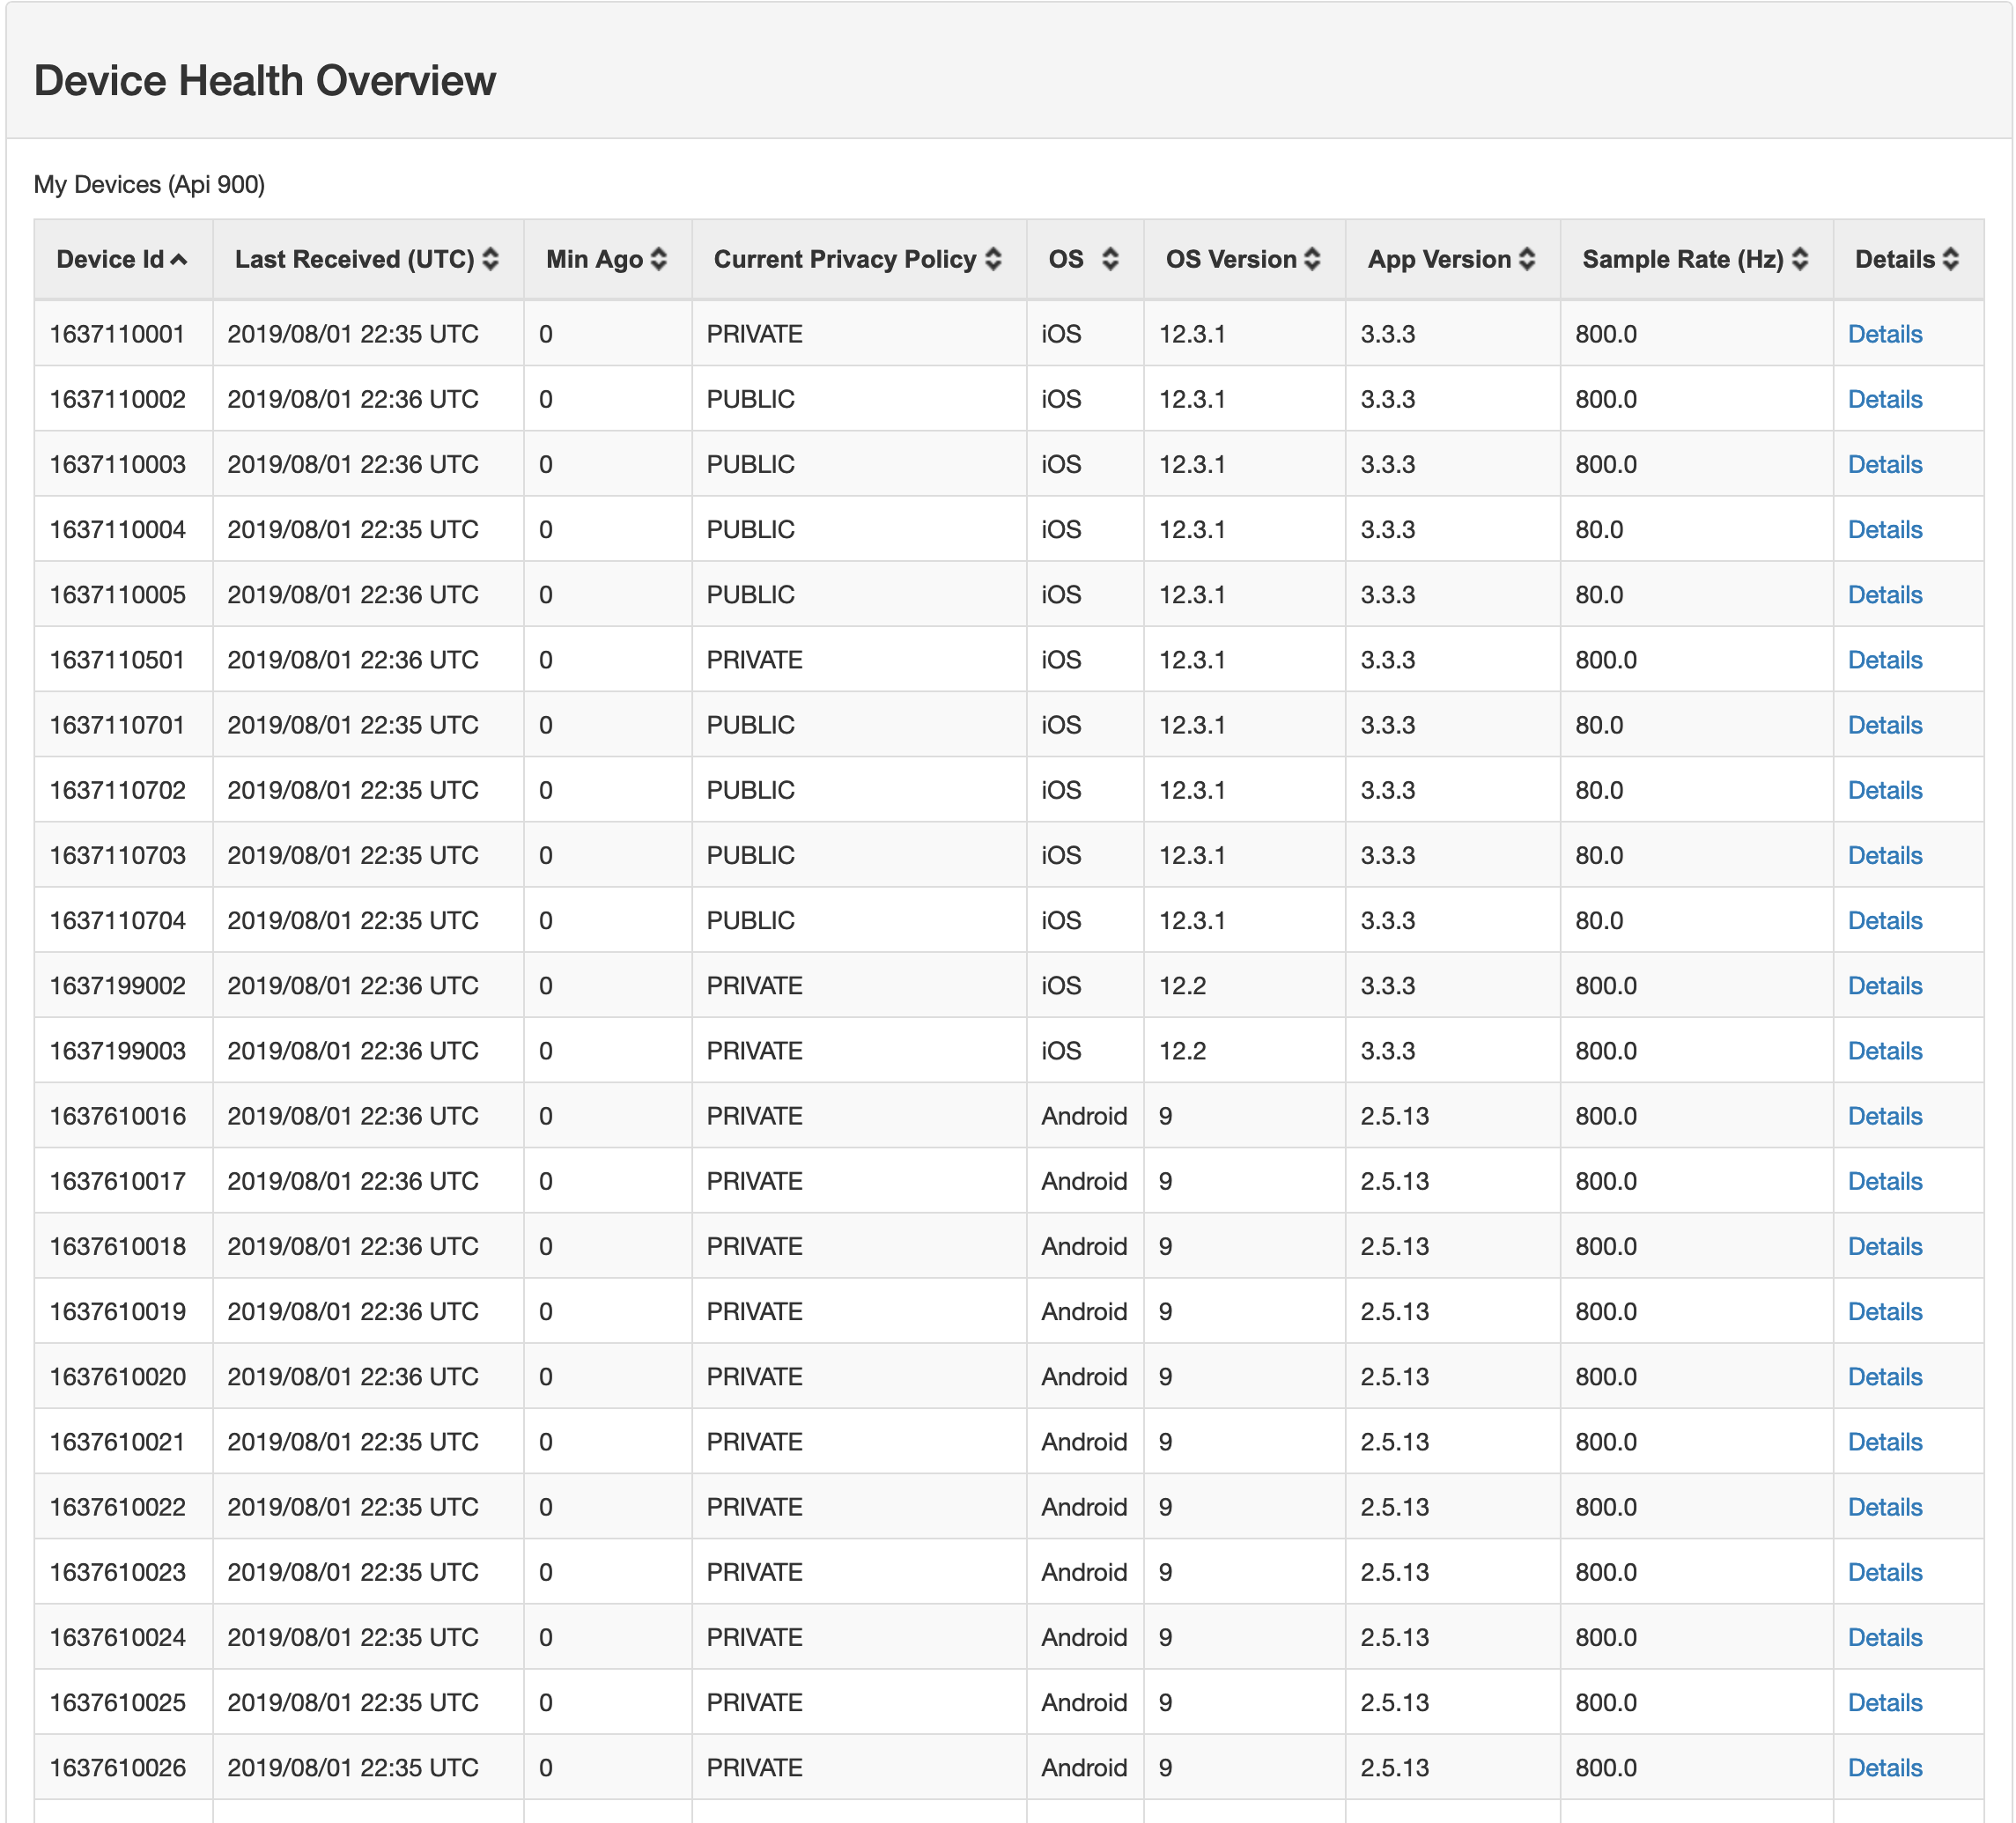 Device Health Overview
My Devices (Api 900)
Device Id Last Received (UTC) Min Ago Current Privacy Policy OS OS Version App Version Sample Rate (Hz) Details
1637110001 2019/08/01 22:35 UTC 0 PRIVATE iOS 12.3.1 3.3.3 800.0 Details
1637110002 2019/08/01 22:36 UTC 0 PUBLIC iOS 12.3.1 3.3.3 800.0 Details
1637110003 2019/08/01 22:36 UTC 0 PUBLIC iOS 12.3.1 3.3.3 800.0 Details
1637110004 2019/08/01 22:35 UTC 0 PUBLIC iOS 12.3.1 3.3.3 80.0 Details
1637110005 2019/08/01 22:36 UTC 0 PUBLIC iOS 12.3.1 3.3.3 80.0 Details
1637110501 2019/08/01 22:36 UTC 0 PRIVATE iOS 12.3.1 3.3.3 800.0 Details
1637110701 2019/08/01 22:35 UTC 0 PUBLIC iOS 12.3.1 3.3.3 80.0 Details
1637110702 2019/08/01 22:35 UTC 0 PUBLIC iOS 12.3.1 3.3.3 80.0 Details
1637110703 2019/08/01 22:35 UTC 0 PUBLIC iOS 12.3.1 3.3.3 80.0 Details
1637110704 2019/08/01 22:35 UTC 0 PUBLIC iOS 12.3.1 3.3.3 80.0 Details
1637199002 2019/08/01 22:36 UTC 0 PRIVATE iOS 12.2 3.3.3 800.0 Details
1637199003 2019/08/01 22:36 UTC 0 PRIVATE iOS 12.2 3.3.3 800.0 Details
1637610016 2019/08/01 22:36 UTC 0 PRIVATE Android 9 2.5.13 800.0 Details
1637610017 2019/08/01 22:36 UTC 0 PRIVATE Android 9 2.5.13 800.0 Details
1637610018 2019/08/01 22:36 UTC 0 PRIVATE Android 9 2.5.13 800.0 Details
1637610019 2019/08/01 22:36 UTC 0 PRIVATE Android 9 2.5.13 800.0 Details
1637610020 2019/08/01 22:36 UTC 0 PRIVATE Android 9 2.5.13 800.0 Details
1637610021 2019/08/01 22:35 UTC 0 PRIVATE Android 9 2.5.13 800.0 Details
1637610022 2019/08/01 22:35 UTC 0 PRIVATE Android 9 2.5.13 800.0 Details
1637610023 2019/08/01 22:35 UTC 0 PRIVATE Android 9 2.5.13 800.0 Details
1637610024 2019/08/01 22:35 UTC 0 PRIVATE Android 9 2.5.13 800.0 Details
1637610025 2019/08/01 22:35 UTC 0 PRIVATE Android 9 2.5.13 800.0 Details
1637610026 2019/08/01 22:35 UTC 0 PRIVATE Android 9 2.5.13 800.0 Details